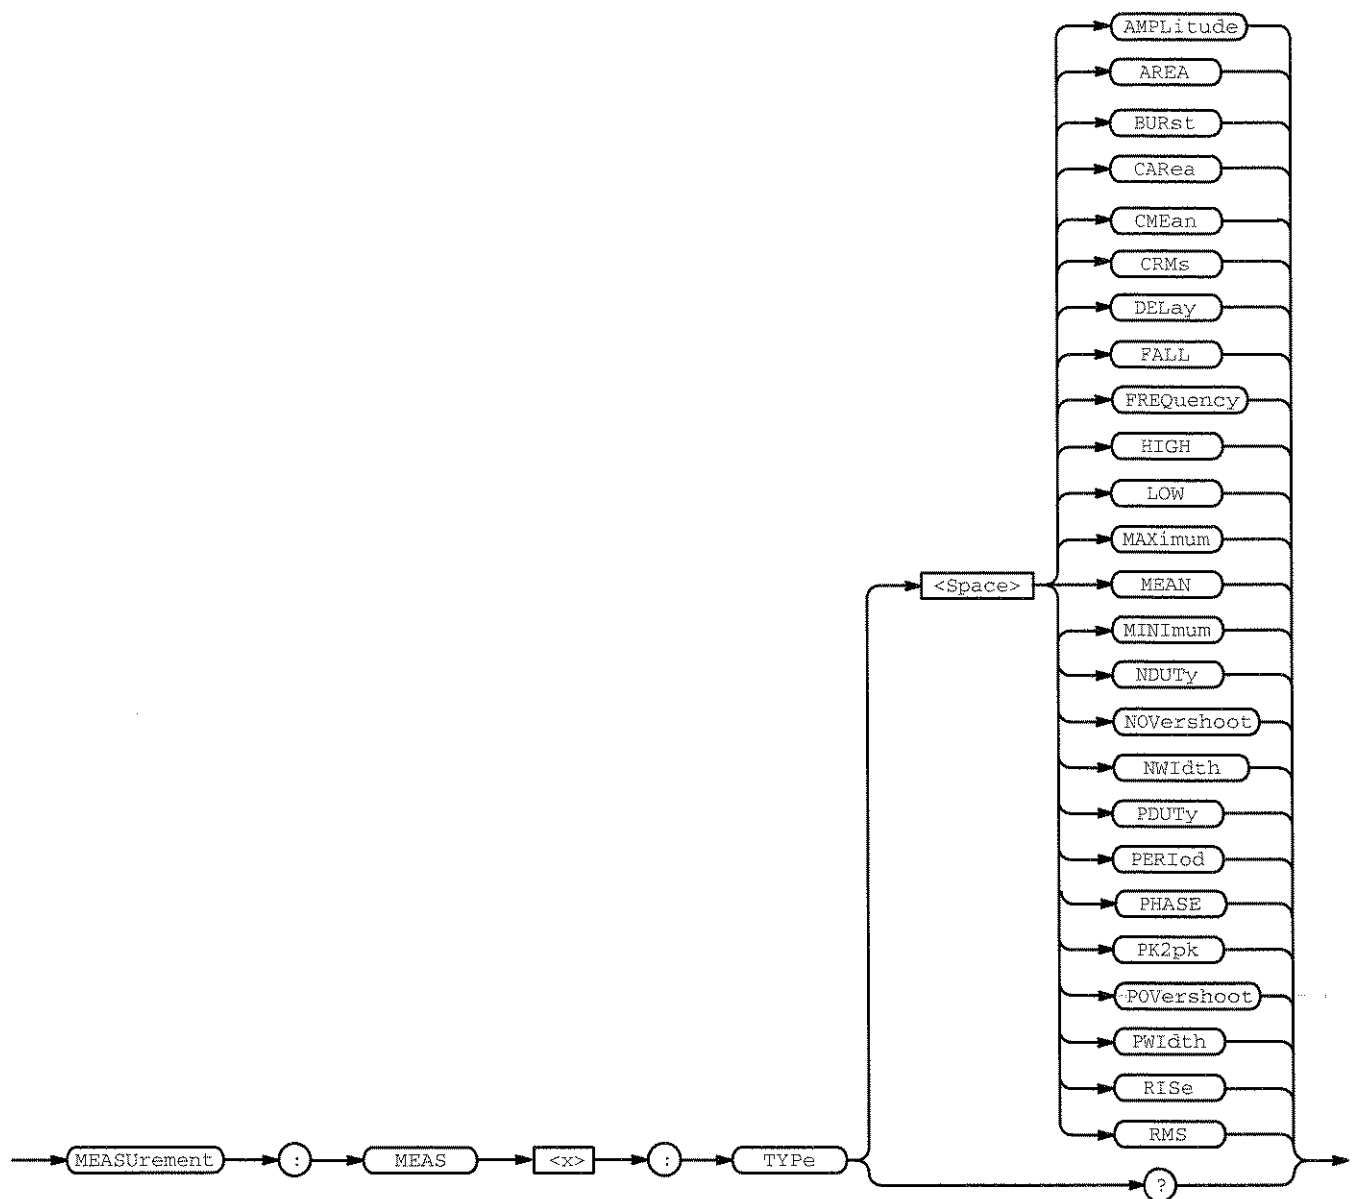 AMPLitude
AREA
BURst
CARea
CMEan
CRMs
DELay
FALL
FREQuency
HIGH
LOW
MAXimum
<Space>
MEAN
MINImum
NDUTy
NOVershoot
NWIdth
PDUTy
PERIod
PHASE
PK2pk
POVershoot
PWIdth
RISe
RMS
MEASUrement : MEAS <x> : TYPe
?